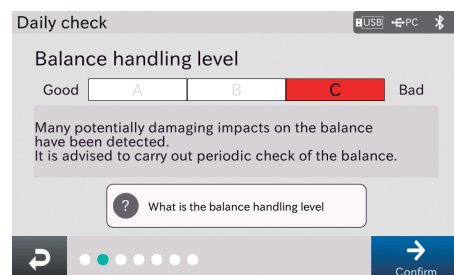 Daily check
USB PC
Balance handling level
Good A B C Bad
Many potentially damaging impacts on the balance
have been detected.
It is advised to carry out periodic check of the balance.
? What is the balance handling level
Confirm